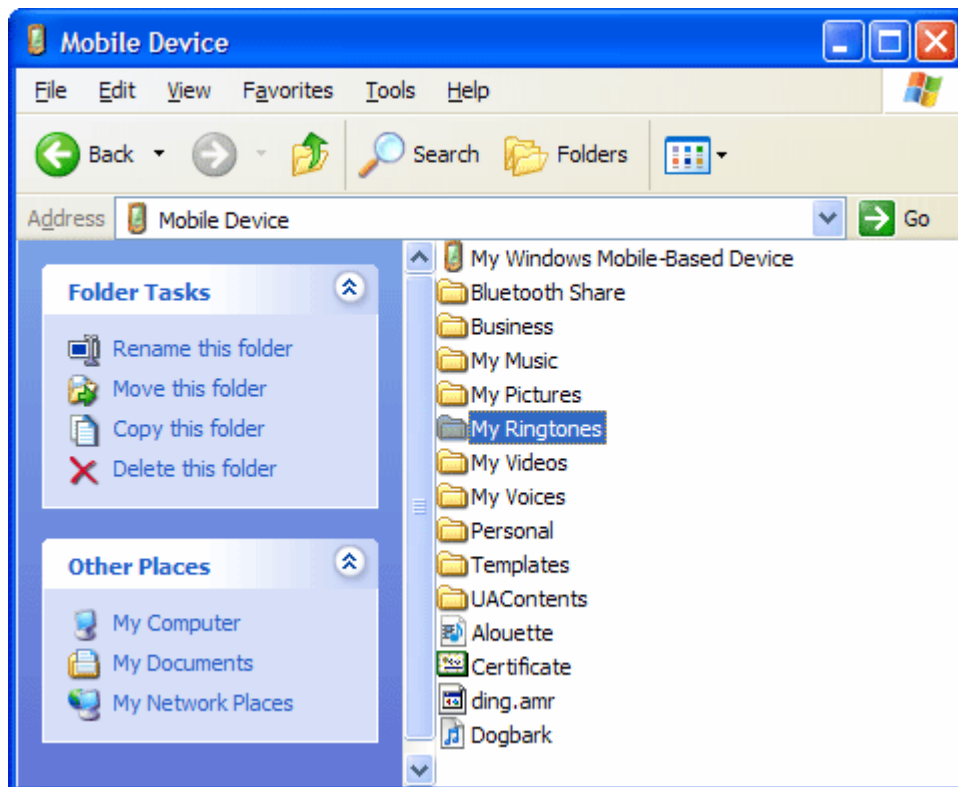 Mobile Device
File Edit View Favorites Tools Help
Back Search Folders
Address Mobile Device Go
Folder Tasks
Rename this folder
Move this folder
Copy this folder
Delete this folder
Other Places
My Computer
My Documents
My Network Places
My Windows Mobile-Based Device
Bluetooth Share
Business
My Music
My Pictures
My Ringtones
My Videos
My Voices
Personal
Templates
UAContents
Alouette
Certificate
ding.amr
Dogbark